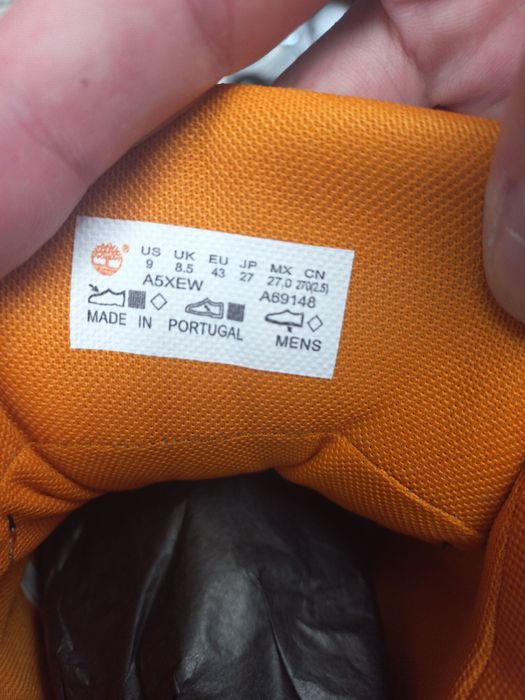 US UK EU JP MX CN
9 8.5 43 27 27.0 270(2.5)
A5XEW A69148
MADE IN PORTUGAL MENS